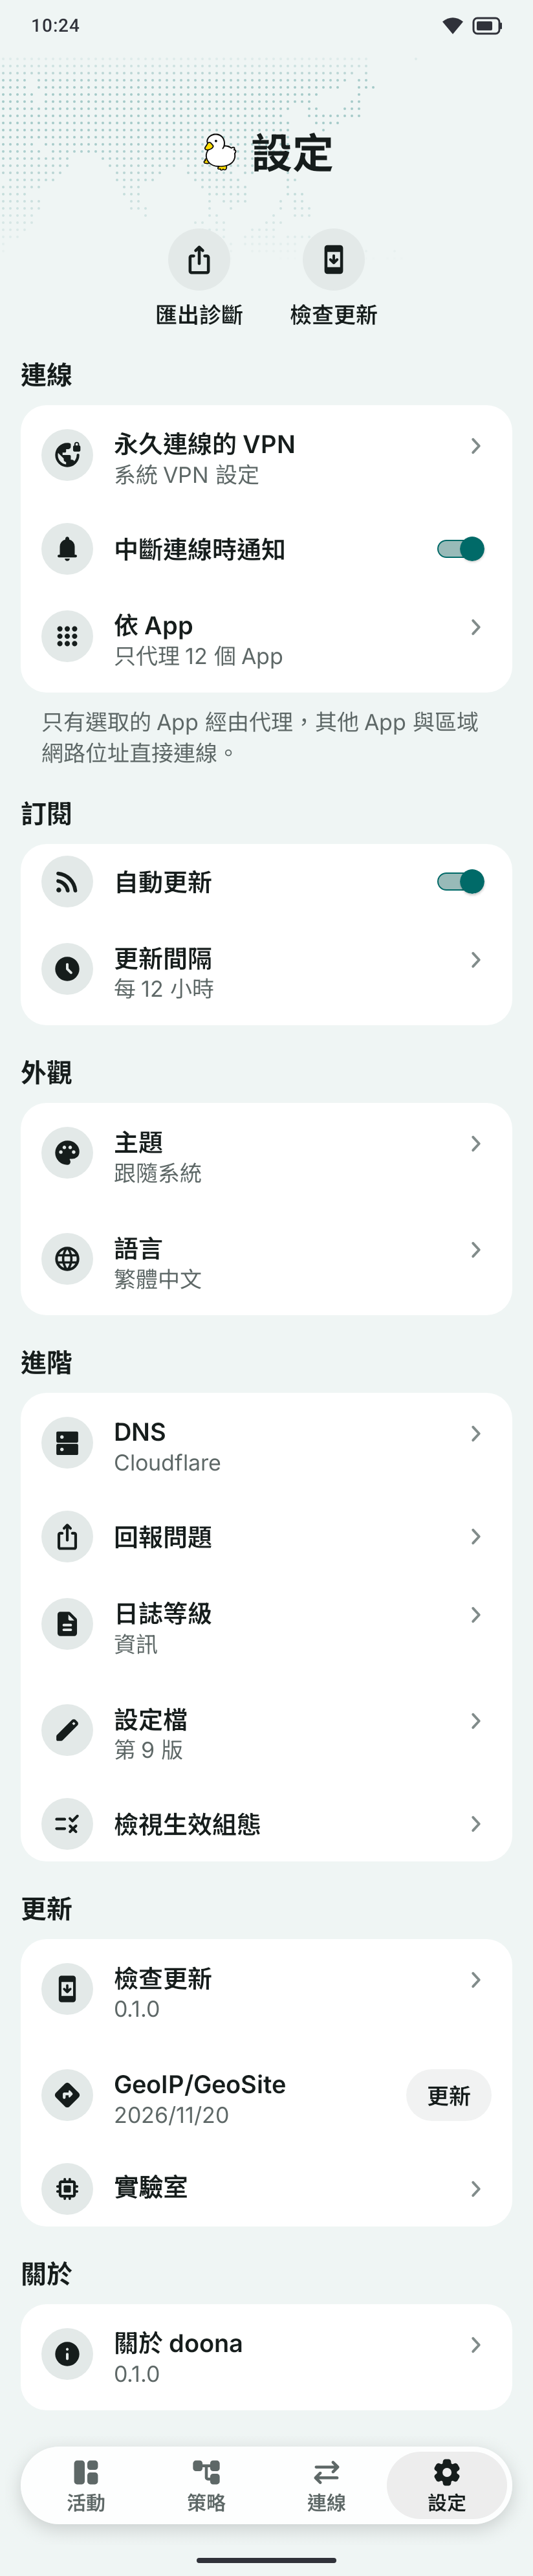 10:24
設定
匯出診斷
檢查更新
連線
永久連線的 VPN
系統 VPN 設定
中斷連線時通知
依 App
只代理 12 個 App
只有選取的 App 經由代理，其他 App 與區域
網路位址直接連線。
訂閱
自動更新
更新間隔
每 12 小時
外觀
主題
跟隨系統
語言
繁體中文
進階
DNS
Cloudflare
回報問題
日誌等級
資訊
設定檔
第 9 版
檢視生效組態
更新
檢查更新
0.1.0
GeoIP/GeoSite
2026/11/20
更新
實驗室
關於
關於 doona
0.1.0
活動
策略
連線
設定